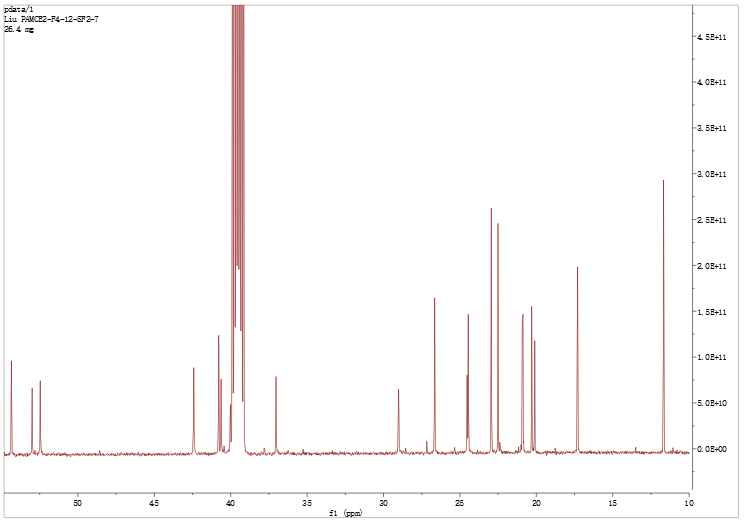 pdata/1
Liu PAMCE2-F4-12-SF2-7
26.4 mg
4.5E+11
4.0E+11
3.5E+11
3.0E+11
2.5E+11
2.0E+11
1.5E+11
1.0E+11
5.0E+10
0.0E+00
50 45 40 35 30 25 20 15 10
f1 (ppm)